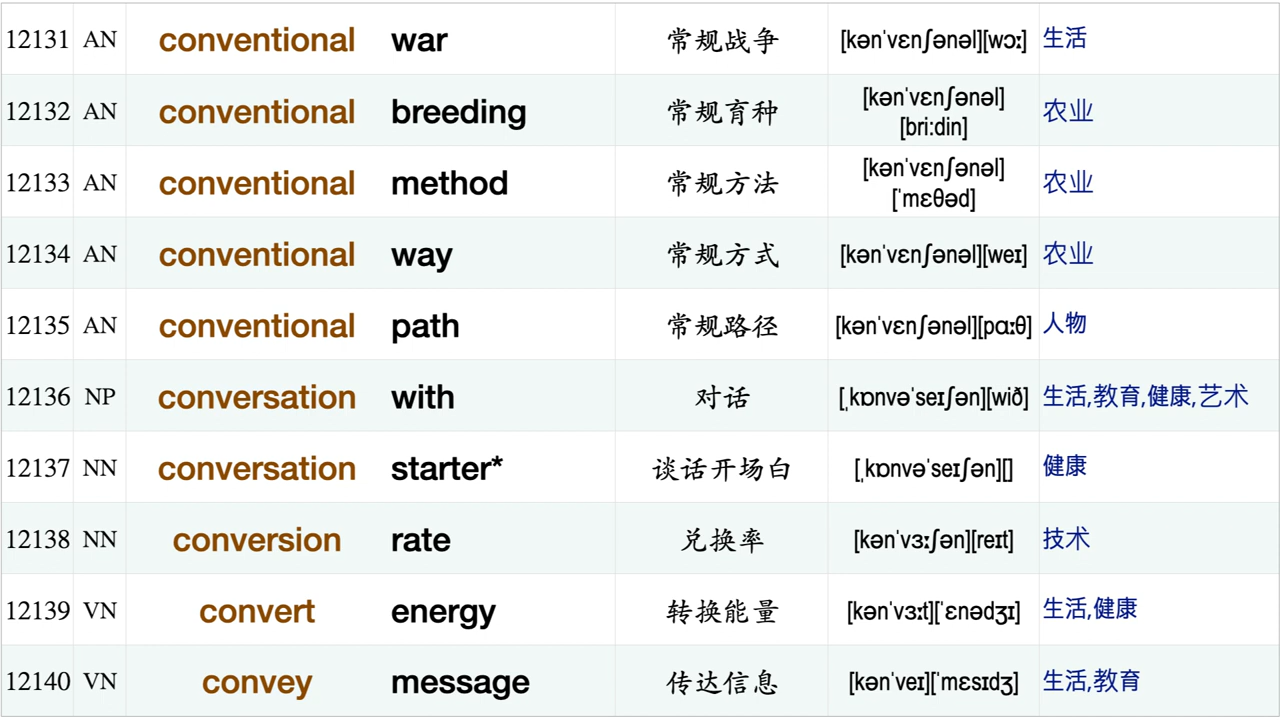 12131 AN conventional war 常规战争 [kənˈvɛnʃənəl][wɔːɪ] 生活
12132 AN conventional breeding 常规育种 [kənˈvɛnʃənəl] 农业
[briːdin]
12133 AN conventional method 常规方法 [kənˈvɛnʃənəl] 农业
[ˈmɛθəd]
12134 AN conventional way 常规方式 [kənˈvɛnʃənəl][weɪ] 农业
12135 AN conventional path 常规路径 [kənˈvɛnʃənəl][pɑɪθ] 人物
12136 NP conversation with 对话 [ˌkɒnvəˈseɪʃən][wið] 生活,教育,健康,艺术
12137 NN conversation starter* 谈话开场白 [ˌkɒnvəˈseɪʃən][] 健康
12138 NN conversion rate 兑换率 [kənˈvɜːʃən][reɪt] 技术
12139 VN convert energy 转换能量 [kənˈvɜɪt][ˈɛnədʒɪ] 生活,健康
12140 VN convey message 传达信息 [kənˈveɪ][ˈmɛsɪdʒ] 生活,教育